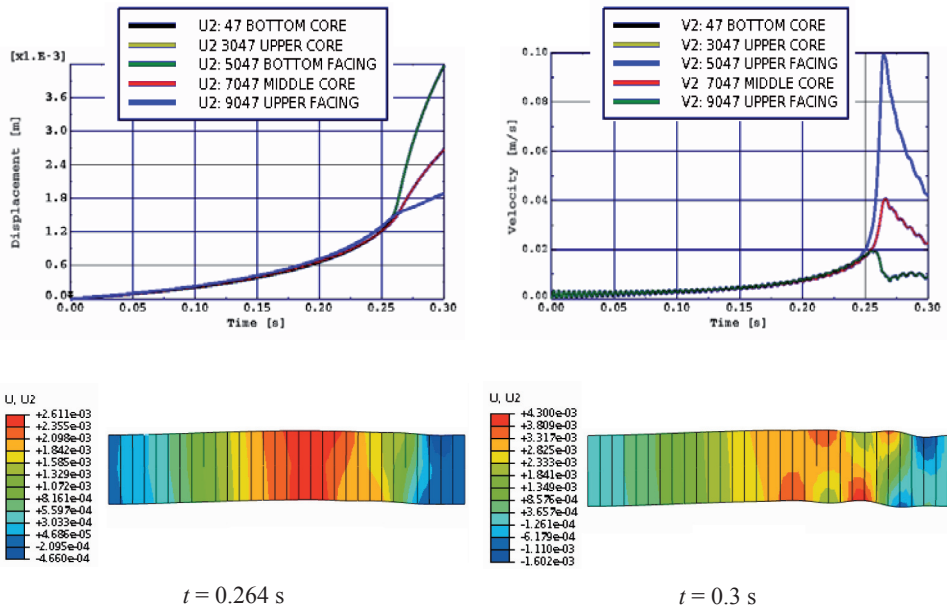 U2: 47 BOTTOM CORE
U2 3047 UPPER CORE
U2: 5047 BOTTOM FACING
U2: 7047 MIDDLE CORE
U2: 9047 UPPER FACING
[x1.E-3]
Displacement [m]
3.6
3.0
2.4
1.8
1.2
0.6
0.0
0.00 0.05 0.10 0.15 0.20 0.25 0.30
Time [s]
V2: 47 BOTTOM CORE
V2 3047 UPPER CORE
V2: 5047 BOTTOM FACING
V2: 7047 MIDDLE CORE
V2: 9047 UPPER FACING
Velocity [m/s]
0.10
0.08
0.06
0.04
0.02
0.00
0.00 0.05 0.10 0.15 0.20 0.25 0.30
Time [s]
U, U2
+2.611e-03
+2.355e-03
+2.098e-03
+1.842e-03
+1.585e-03
+1.329e-03
+1.072e-03
+8.161e-04
+5.597e-04
+3.033e-04
+4.686e-05
-2.095e-04
-4.660e-04
t = 0.264 s
U, U2
+4.300e-03
+3.809e-03
+3.317e-03
+2.825e-03
+2.333e-03
+1.841e-03
+1.349e-03
+8.576e-04
+3.657e-04
-1.261e-04
-6.179e-04
-1.110e-03
-1.602e-03
t = 0.3 s